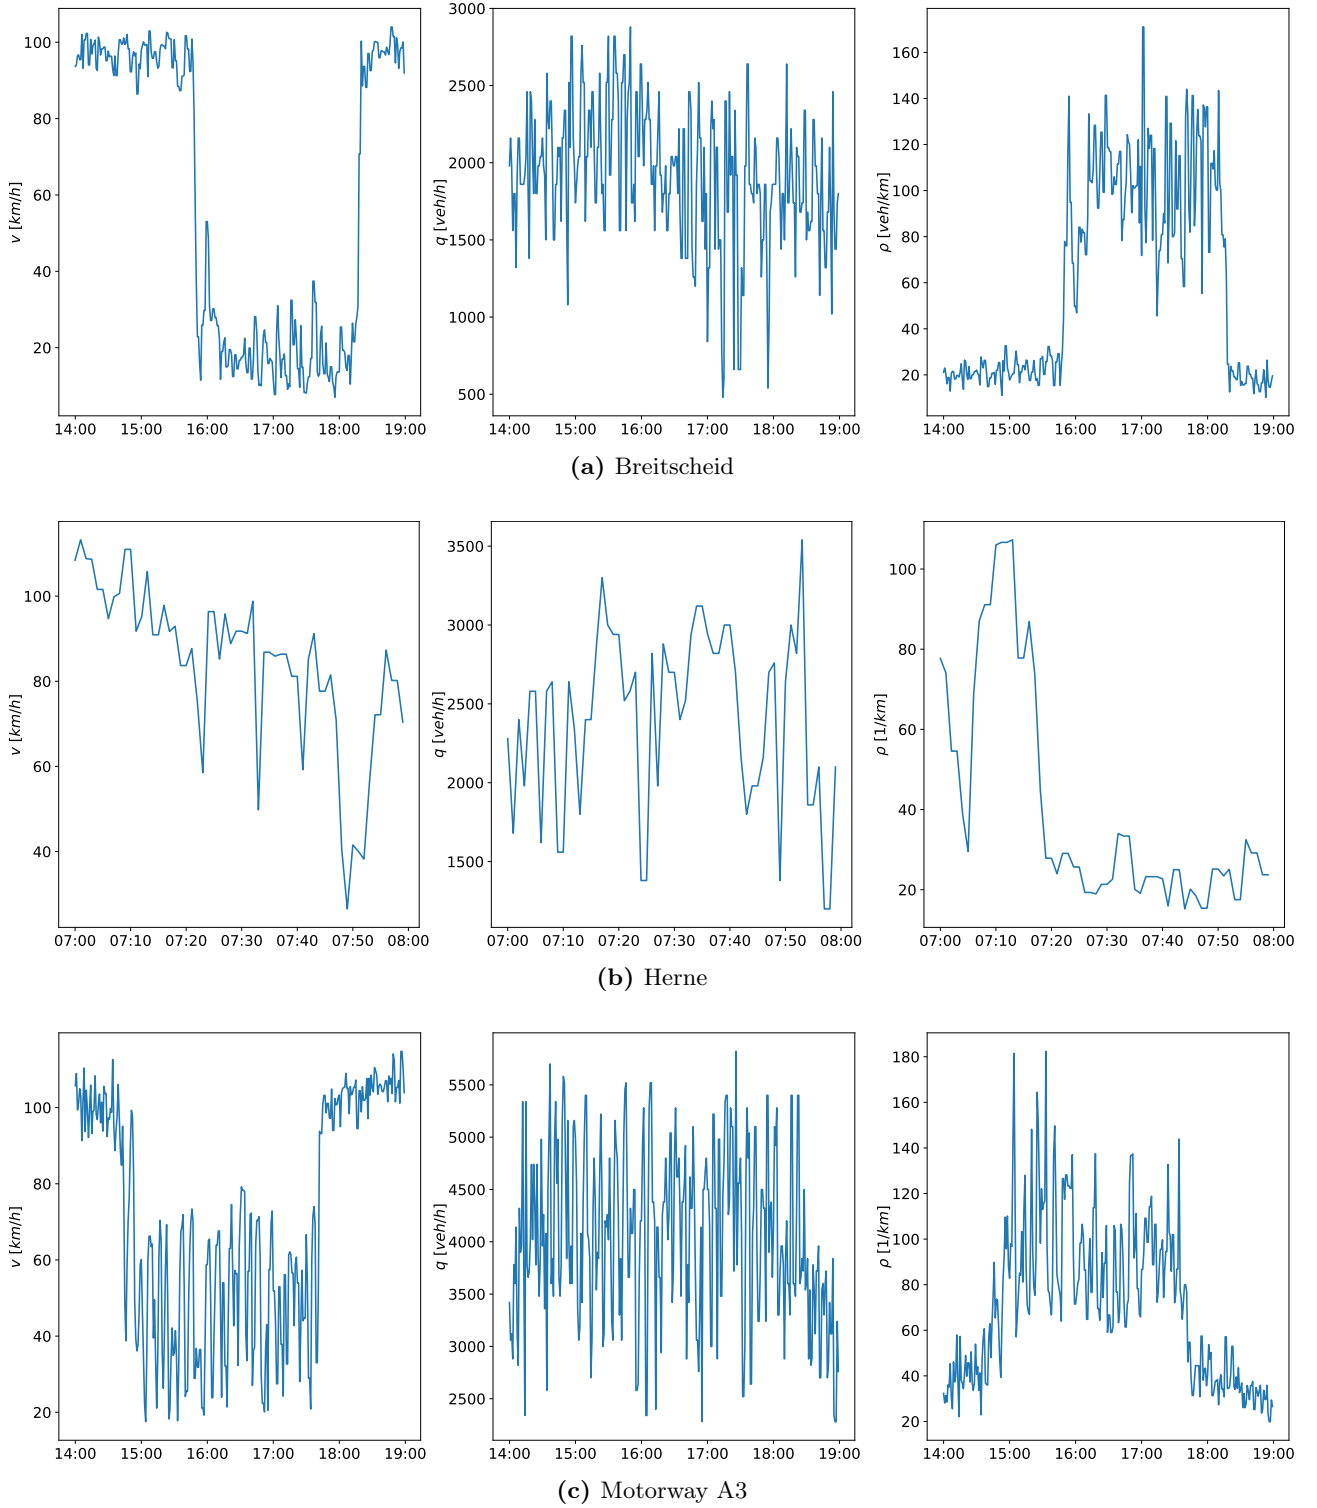 v [km/h]
100
80
60
40
20
14:00 15:00 16:00 17:00 18:00 19:00
q [veh/h]
3000
2500
2000
1500
1000
500
14:00 15:00 16:00 17:00 18:00 19:00
ρ [veh/km]
160
140
120
100
80
60
40
20
14:00 15:00 16:00 17:00 18:00 19:00
(a) Breitscheid
v [km/h]
100
80
60
40
07:00 07:10 07:20 07:30 07:40 07:50 08:00
q [veh/h]
3500
3000
2500
2000
1500
07:00 07:10 07:20 07:30 07:40 07:50 08:00
ρ [1/km]
100
80
60
40
20
07:00 07:10 07:20 07:30 07:40 07:50 08:00
(b) Herne
v [km/h]
100
80
60
40
20
14:00 15:00 16:00 17:00 18:00 19:00
q [veh/h]
5500
5000
4500
4000
3500
3000
2500
14:00 15:00 16:00 17:00 18:00 19:00
ρ [1/km]
180
160
140
120
100
80
60
40
20
14:00 15:00 16:00 17:00 18:00 19:00
(c) Motorway A3